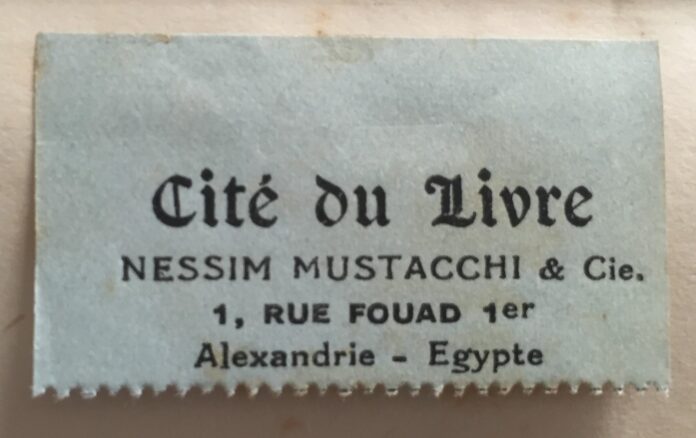 Cité du Livre
NESSIM MUSTACCHI & Cie.
1, RUE FOUAD 1er
Alexandrie - Egypte